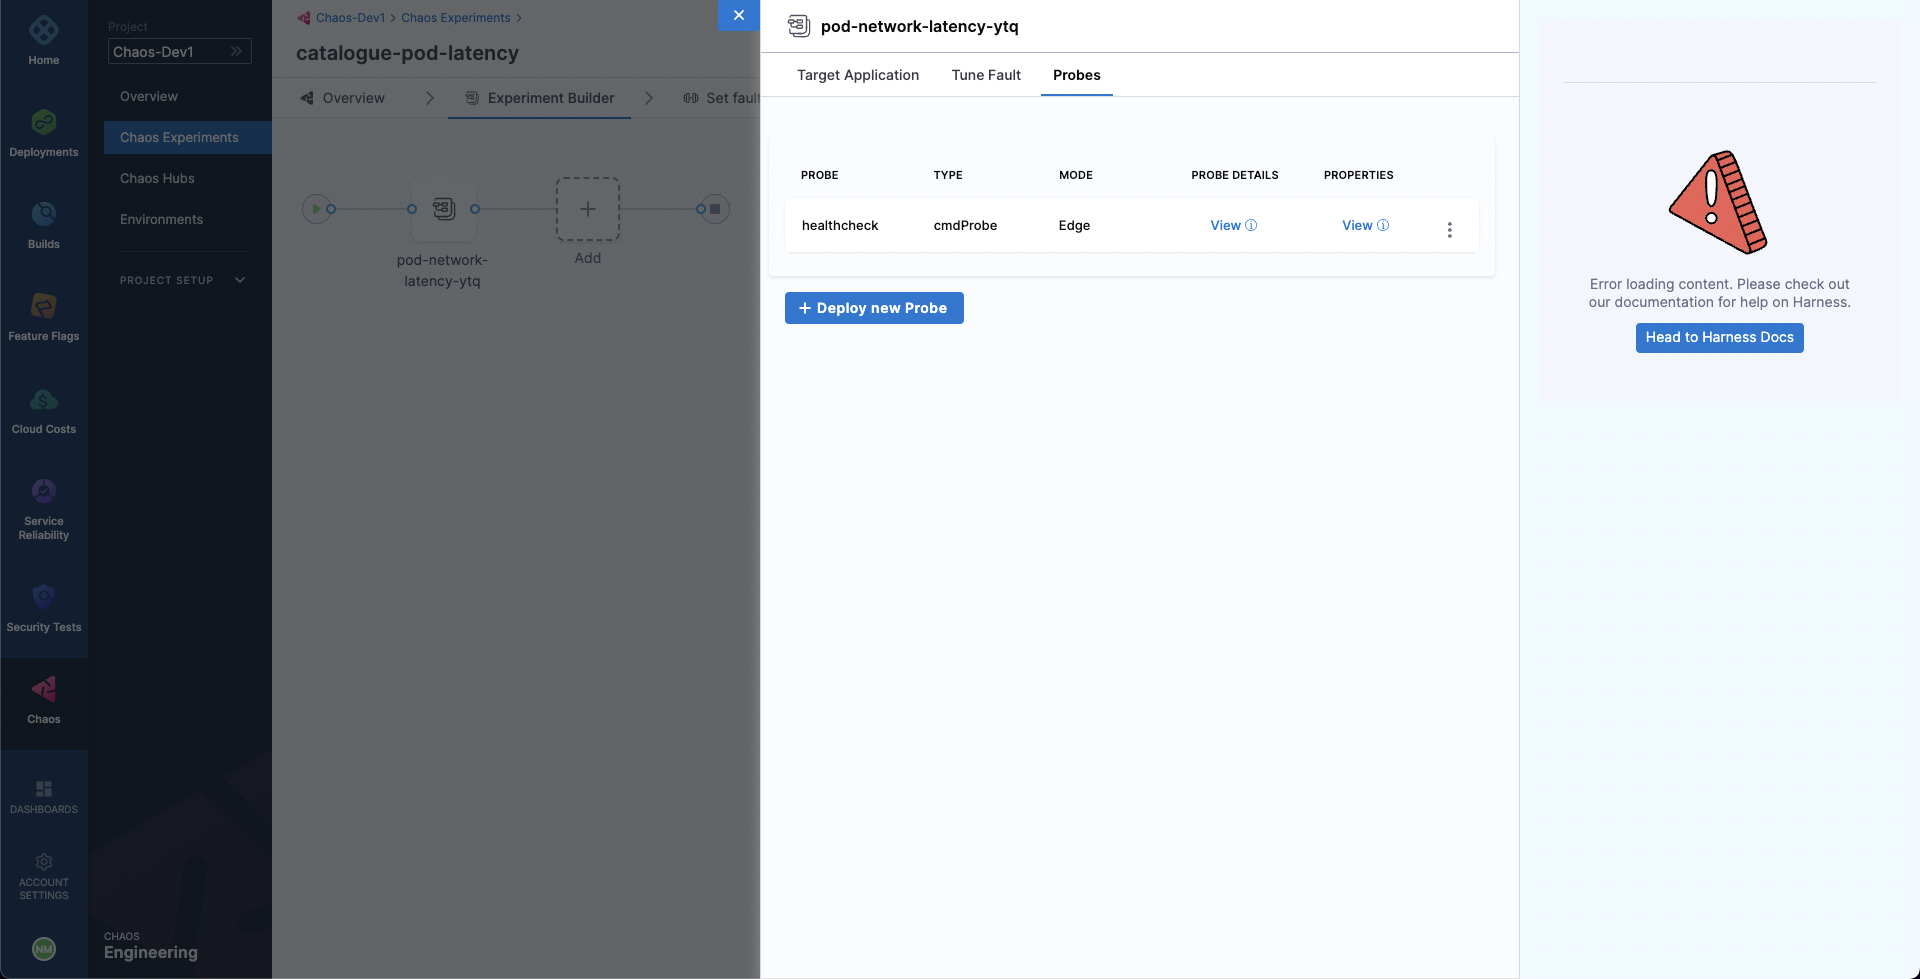 Home
Deployments
Builds
Feature Flags
Cloud Costs
Service
Reliability
Security Tests
Chaos
DASHBOARDS
ACCOUNT
SETTINGS
NM
Project
Chaos-Dev1
Overview
Chaos Experiments
Chaos Hubs
Environments
PROJECT SETUP
CHAOS
Engineering
Chaos-Dev1 > Chaos Experiments >
catalogue-pod-latency
Overview
Experiment Builder
Set fault
pod-network-
latency-ytq
Add
pod-network-latency-ytq
Target Application
Tune Fault
Probes
PROBE TYPE MODE PROBE DETAILS PROPERTIES
healthcheck cmdProbe Edge View View
+ Deploy new Probe
Error loading content. Please check out
our documentation for help on Harness.
Head to Harness Docs